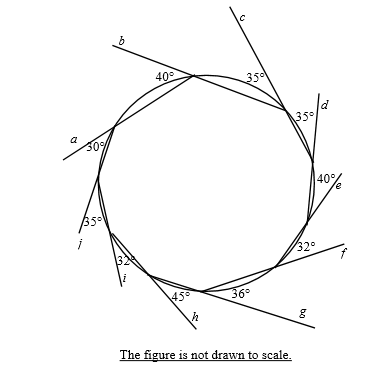 c
b
40°
35°
35°
d
a
30°
40°
e
j
35°
32°
f
32°
i
45°
36°
h
g
The figure is not drawn to scale.